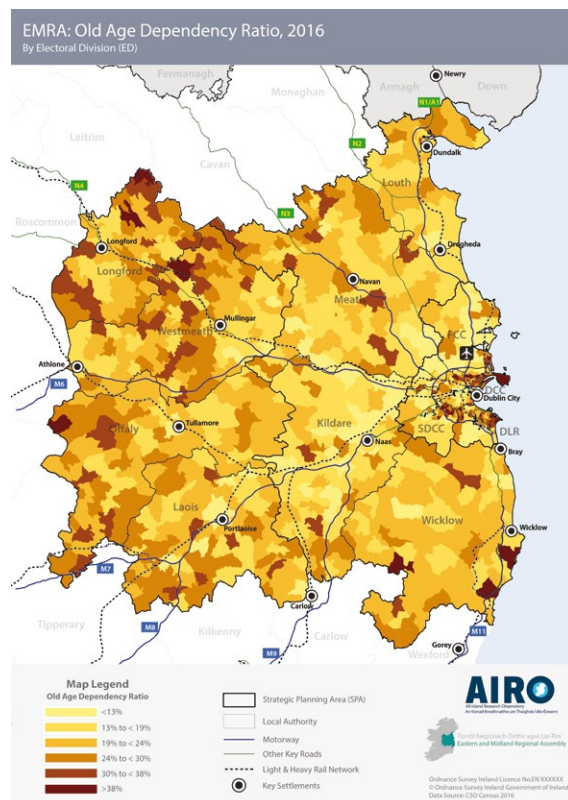 EMRA: Old Age Dependency Ratio, 2016
By Electoral Division (ED)
Fermanagh
Armagh
Newry
Down
Monaghan
N1/A1
Leitrim
Cavan
N2
Dundalk
Louth
N4
Roscommon
N3
Longford
Longford
Drogheda
Navan
Meath
Mullingar
Westmeath
FCC
Athlone
M6
DCC
Dublin City
Offaly
Tullamore
Kildare
SDCC
DLR
Naas
Bray
Laois
Portlaoise
Wicklow
Wicklow
M7
Tipperary
Carlow
M8
Kilkenny
Carlow
M9
M11
Gorey
Wexford
Map Legend
Old Age Dependency Ratio
<13%
13% to < 19%
19% to < 24%
24% to < 30%
30% to < 38%
>38%
Strategic Planning Area (SPA)
Local Authority
Motorway
Other Key Roads
Light & Heavy Rail Network
Key Settlements
AIRO
All-Island Research Observatory
Eastern and Midland Regional Assembly
Ordnance Survey Ireland Licence No.EN XXXXXX
© Ordnance Survey Ireland Government of Ireland
Data Source: CSO Census 2016